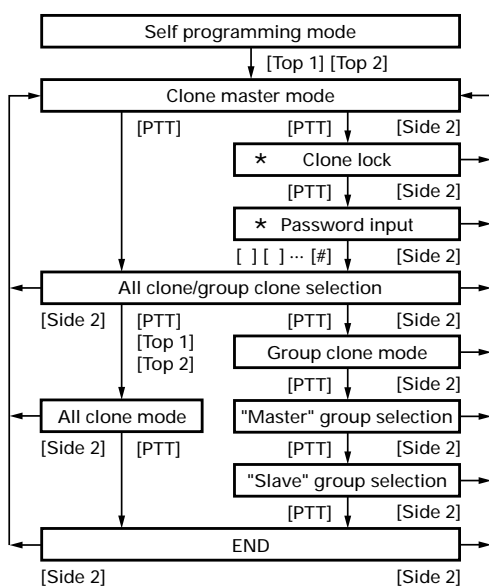 Self programming mode
[Top 1] [Top 2]
Clone master mode
[PTT] [PTT] [Side 2]
* Clone lock
[PTT] [Side 2]
* Password input
[ ] [ ] ··· [#] [Side 2]
All clone/group clone selection
[Side 2] [PTT] [PTT] [Side 2]
[Top 1]
[Top 2]
Group clone mode
[PTT] [Side 2]
All clone mode "Master" group selection
[Side 2] [PTT] [PTT] [Side 2]
"Slave" group selection
[PTT] [Side 2]
END
[Side 2] [Side 2]